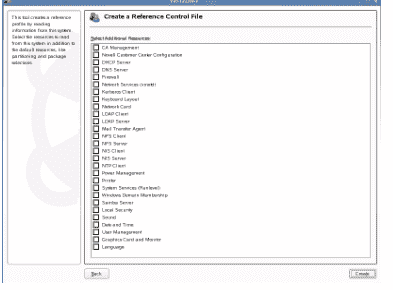 This tool creates a reference
profile by reading
information from this system.
Select the resources to read
from this system in addition to
the default resources, like
partitioning and package
selections.
Create a Reference Control File
Select Additional Resources:
CA Management
Novell Customer Center Configuration
DHCP Server
DNS Server
Firewall
Network Services (xinetd)
Kerberos Client
Keyboard Layout
Network Card
LDAP Client
LDAP Server
Mail Transfer Agent
NFS Client
NFS Server
NIS Client
NIS Server
NTP Client
Power Management
Printer
System Services (Runlevel)
Windows Domain Membership
Samba Server
Local Security
Sound
Date and Time
User Management
Graphics Card and Monitor
Language
Back
Create